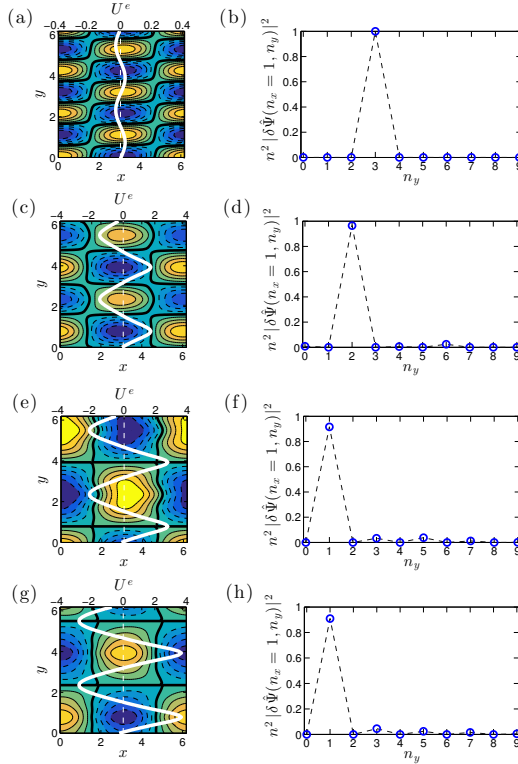 (a)
U^e
-0.4 -0.2 0 0.2 0.4
6
4
2
0
y
0 2 4 6
x
(b)
n^2|δΨ̂(n_x = 1, n_y)|^2
1
0.8
0.6
0.4
0.2
0
0 1 2 3 4 5 6 7 8 9
n_y
(c)
U^e
-4 -2 0 2 4
6
4
2
0
y
0 2 4 6
x
(d)
n^2|δΨ̂(n_x = 1, n_y)|^2
1
0.8
0.6
0.4
0.2
0
0 1 2 3 4 5 6 7 8 9
n_y
(e)
U^e
-4 -2 0 2 4
6
4
2
0
y
0 2 4 6
x
(f)
n^2|δΨ̂(n_x = 1, n_y)|^2
1
0.8
0.6
0.4
0.2
0
0 1 2 3 4 5 6 7 8 9
n_y
(g)
U^e
-4 -2 0 2 4
6
4
2
0
y
0 2 4 6
x
(h)
n^2|δΨ̂(n_x = 1, n_y)|^2
1
0.8
0.6
0.4
0.2
0
0 1 2 3 4 5 6 7 8 9
n_y